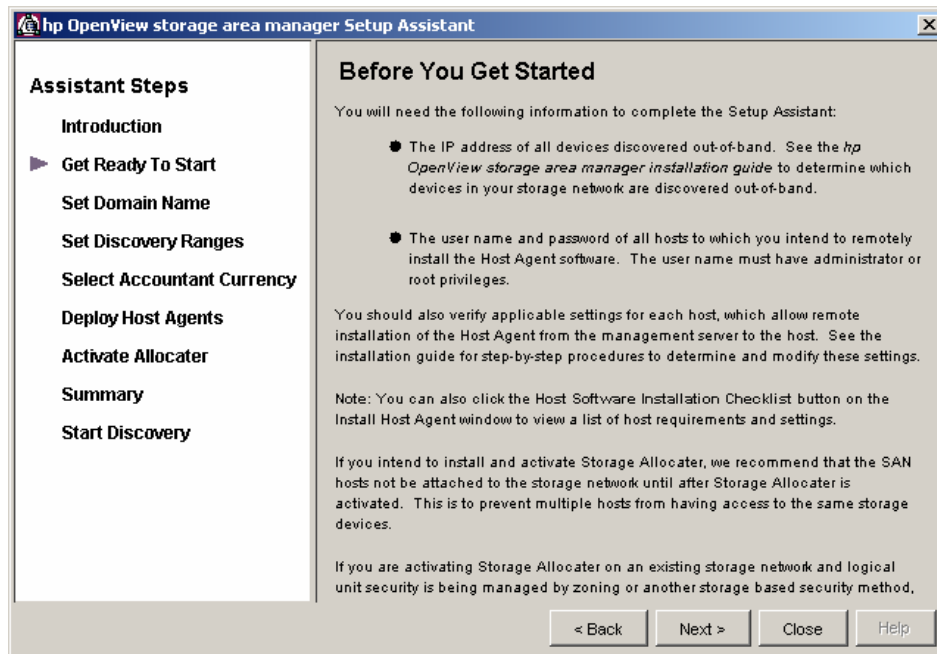 hp OpenView storage area manager Setup Assistant
Assistant Steps
Introduction
Get Ready To Start
Set Domain Name
Set Discovery Ranges
Select Accountant Currency
Deploy Host Agents
Activate Allocater
Summary
Start Discovery
Before You Get Started
You will need the following information to complete the Setup Assistant:
The IP address of all devices discovered out-of-band. See the hp
OpenView storage area manager installation guide to determine which
devices in your storage network are discovered out-of-band.
The user name and password of all hosts to which you intend to remotely
install the Host Agent software. The user name must have administrator or
root privileges.
You should also verify applicable settings for each host, which allow remote
installation of the Host Agent from the management server to the host. See the
installation guide for step-by-step procedures to determine and modify these settings.
Note: You can also click the Host Software Installation Checklist button on the
Install Host Agent window to view a list of host requirements and settings.
If you intend to install and activate Storage Allocater, we recommend that the SAN
hosts not be attached to the storage network until after Storage Allocater is
activated. This is to prevent multiple hosts from having access to the same storage
devices.
If you are activating Storage Allocater on an existing storage network and logical
unit security is being managed by zoning or another storage based security method,
< Back
Next >
Close
Help